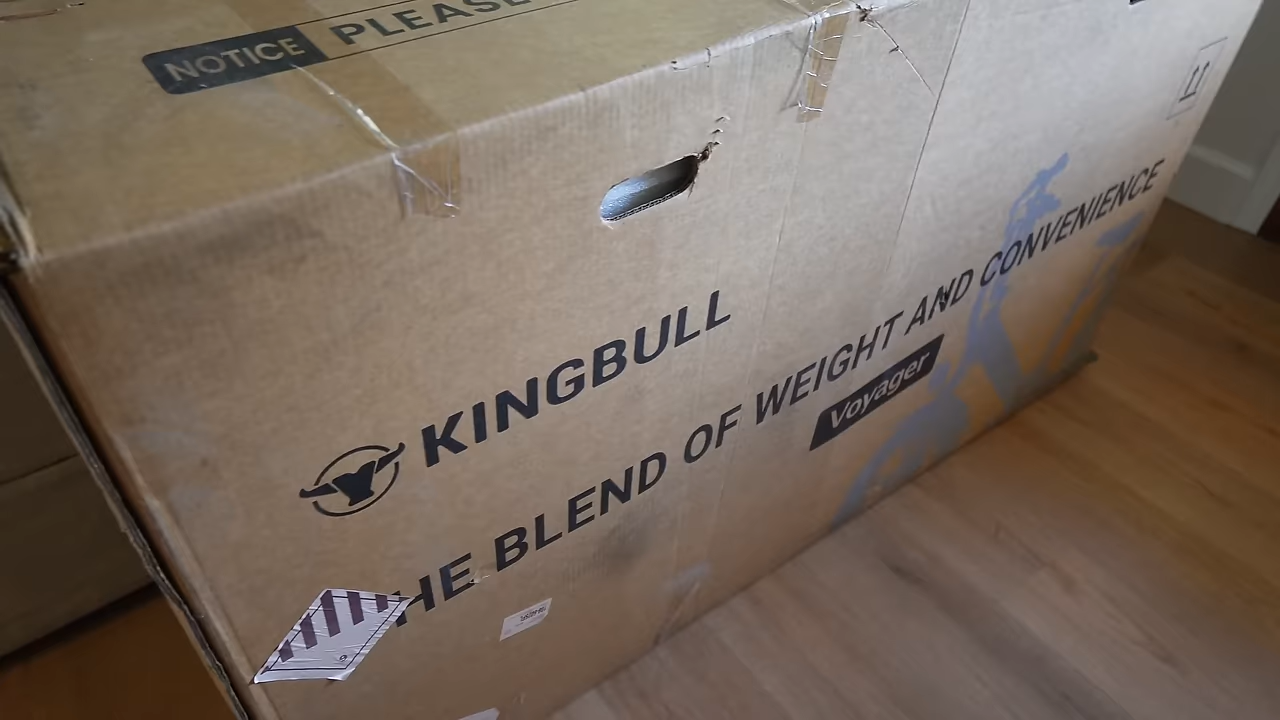 NOTICE PLEASE
KINGBULL
HE BLEND OF WEIGHT AND CONVENIENCE
Voyager